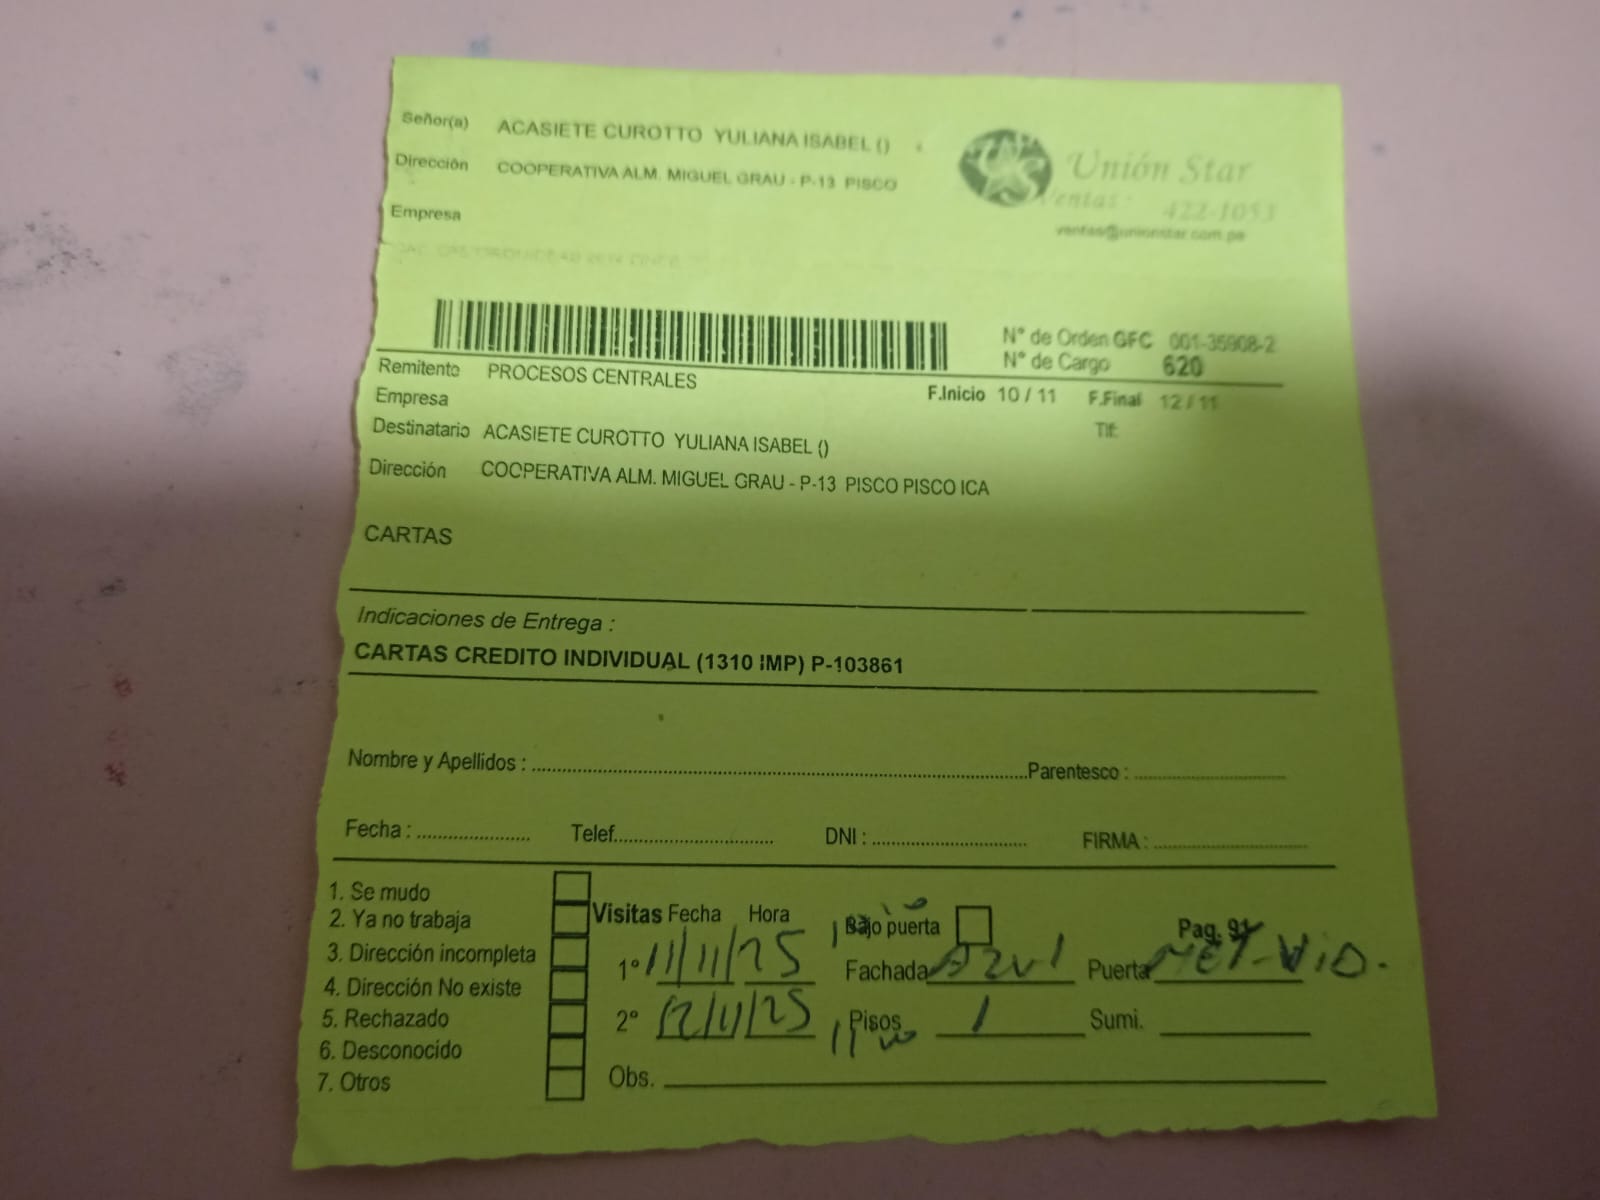 Señor(a) ACASIETE CUROTTO YULIANA ISABEL ()
Dirección COOPERATIVA ALM. MIGUEL GRAU - P-13 PISCO
Empresa
Unión Star
Ventas: 422-1053
ventas@unionstar.com.pe
N° de Orden GFC 001-35908-2
N° de Cargo 620
Remitente PROCESOS CENTRALES
Empresa
F.Inicio 10 / 11 F.Final 12 / 11
Destinatario ACASIETE CUROTTO YULIANA ISABEL ()
Tlf:
Dirección COOPERATIVA ALM. MIGUEL GRAU - P-13 PISCO PISCO ICA
CARTAS
Indicaciones de Entrega :
CARTAS CREDITO INDIVIDUAL (1310 IMP) P-103861
Nombre y Apellidos : Parentesco :
Fecha : Telef. DNI : FIRMA :
1. Se mudo
2. Ya no trabaja
3. Dirección incompleta
4. Dirección No existe
5. Rechazado
6. Desconocido
7. Otros
Visitas Fecha Hora Bajo puerta Pag. 91
1° 11/11/25 Fachada Azul Puerta Met-Vid.
2° 12/11/25 Pisos 1 Sumi.
Obs.